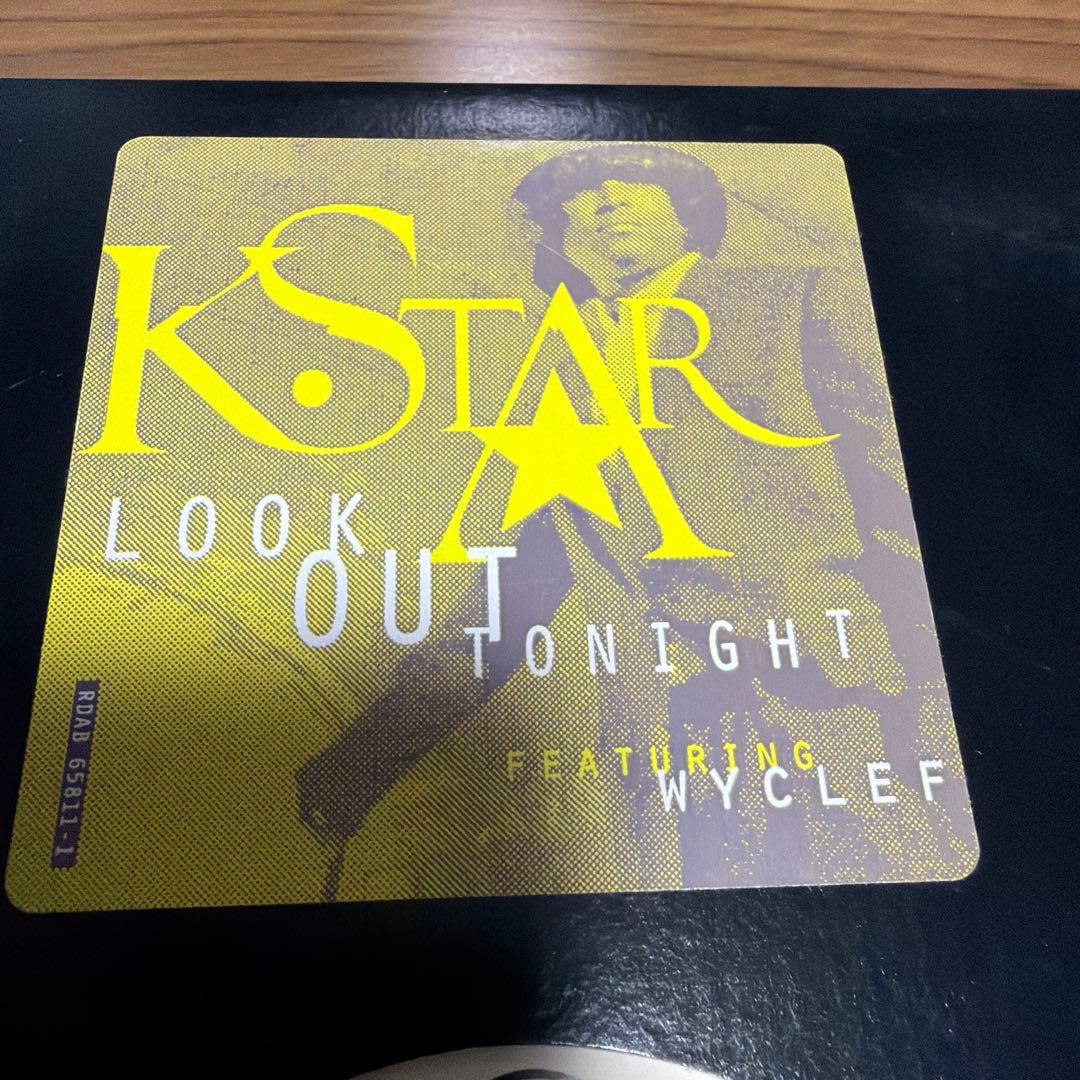 K STAR
LOOK
OUT
TONIGHT
FEATURING
WYCLEF
RDAB 65811-1